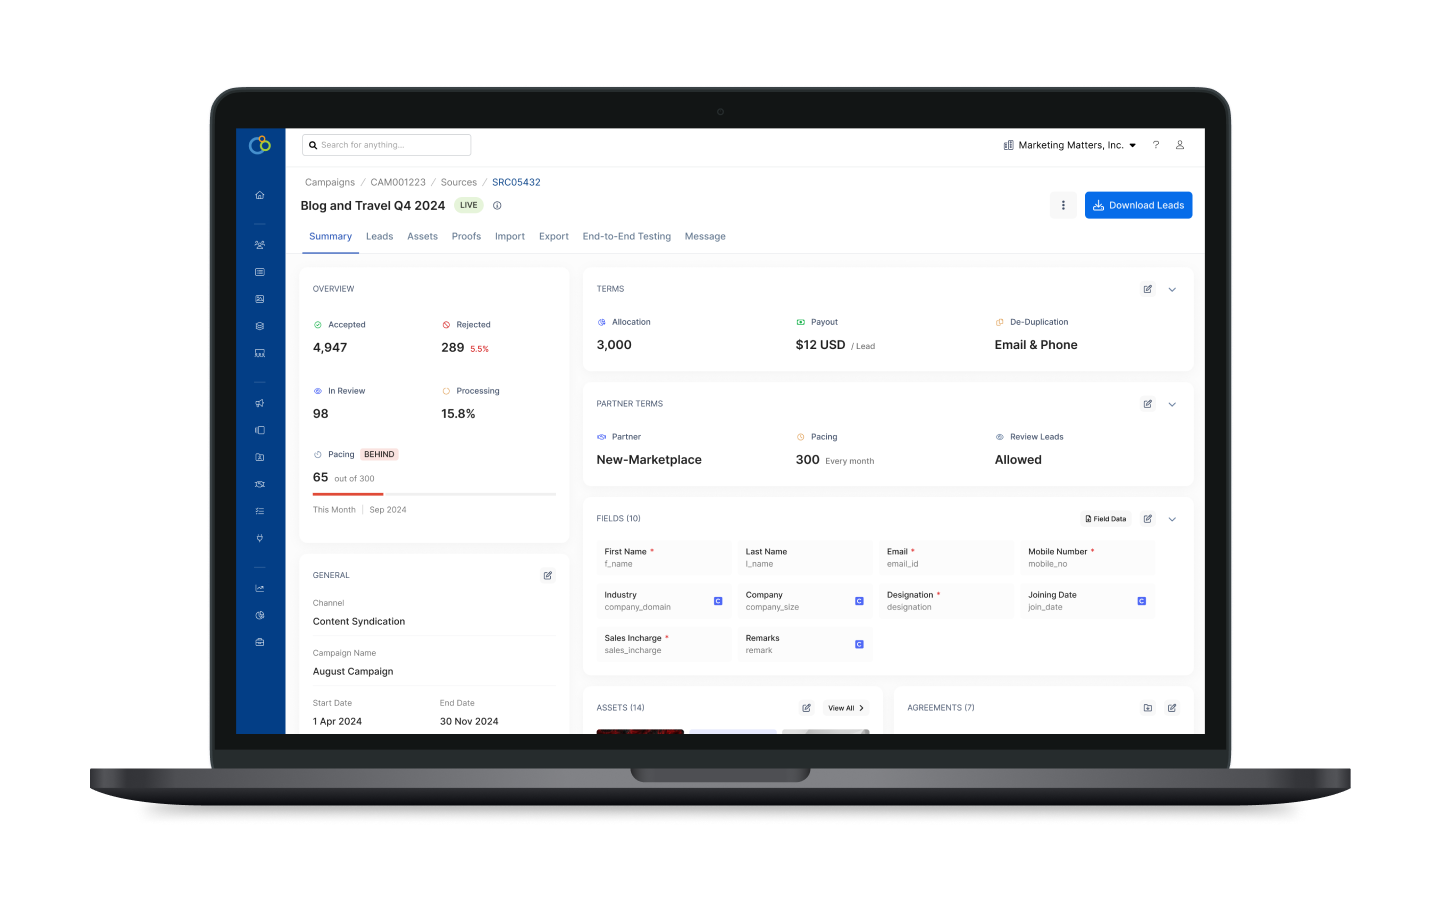 Search for anything...
Marketing Matters, Inc.
?
Campaigns / CAM001223 / Sources / SRC05432
Blog and Travel Q4 2024 LIVE
Download Leads
Summary Leads Assets Proofs Import Export End-to-End Testing Message
OVERVIEW
Accepted Rejected
4,947 289 5.5%
In Review Processing
98 15.8%
Pacing BEHIND
65 out of 300
This Month | Sep 2024
GENERAL
Channel
Content Syndication
Campaign Name
August Campaign
Start Date End Date
1 Apr 2024 30 Nov 2024
TERMS
Allocation Payout De-Duplication
3,000 $12 USD / Lead Email & Phone
PARTNER TERMS
Partner Pacing Review Leads
New-Marketplace 300 Every month Allowed
FIELDS (10) Field Data
First Name * Last Name Email * Mobile Number *
f_name l_name email_id mobile_no
Industry Company Designation * Joining Date
company_domain C company_size C designation join_date C
Sales Incharge * Remarks
sales_incharge remark C
ASSETS (14) View All
AGREEMENTS (7)